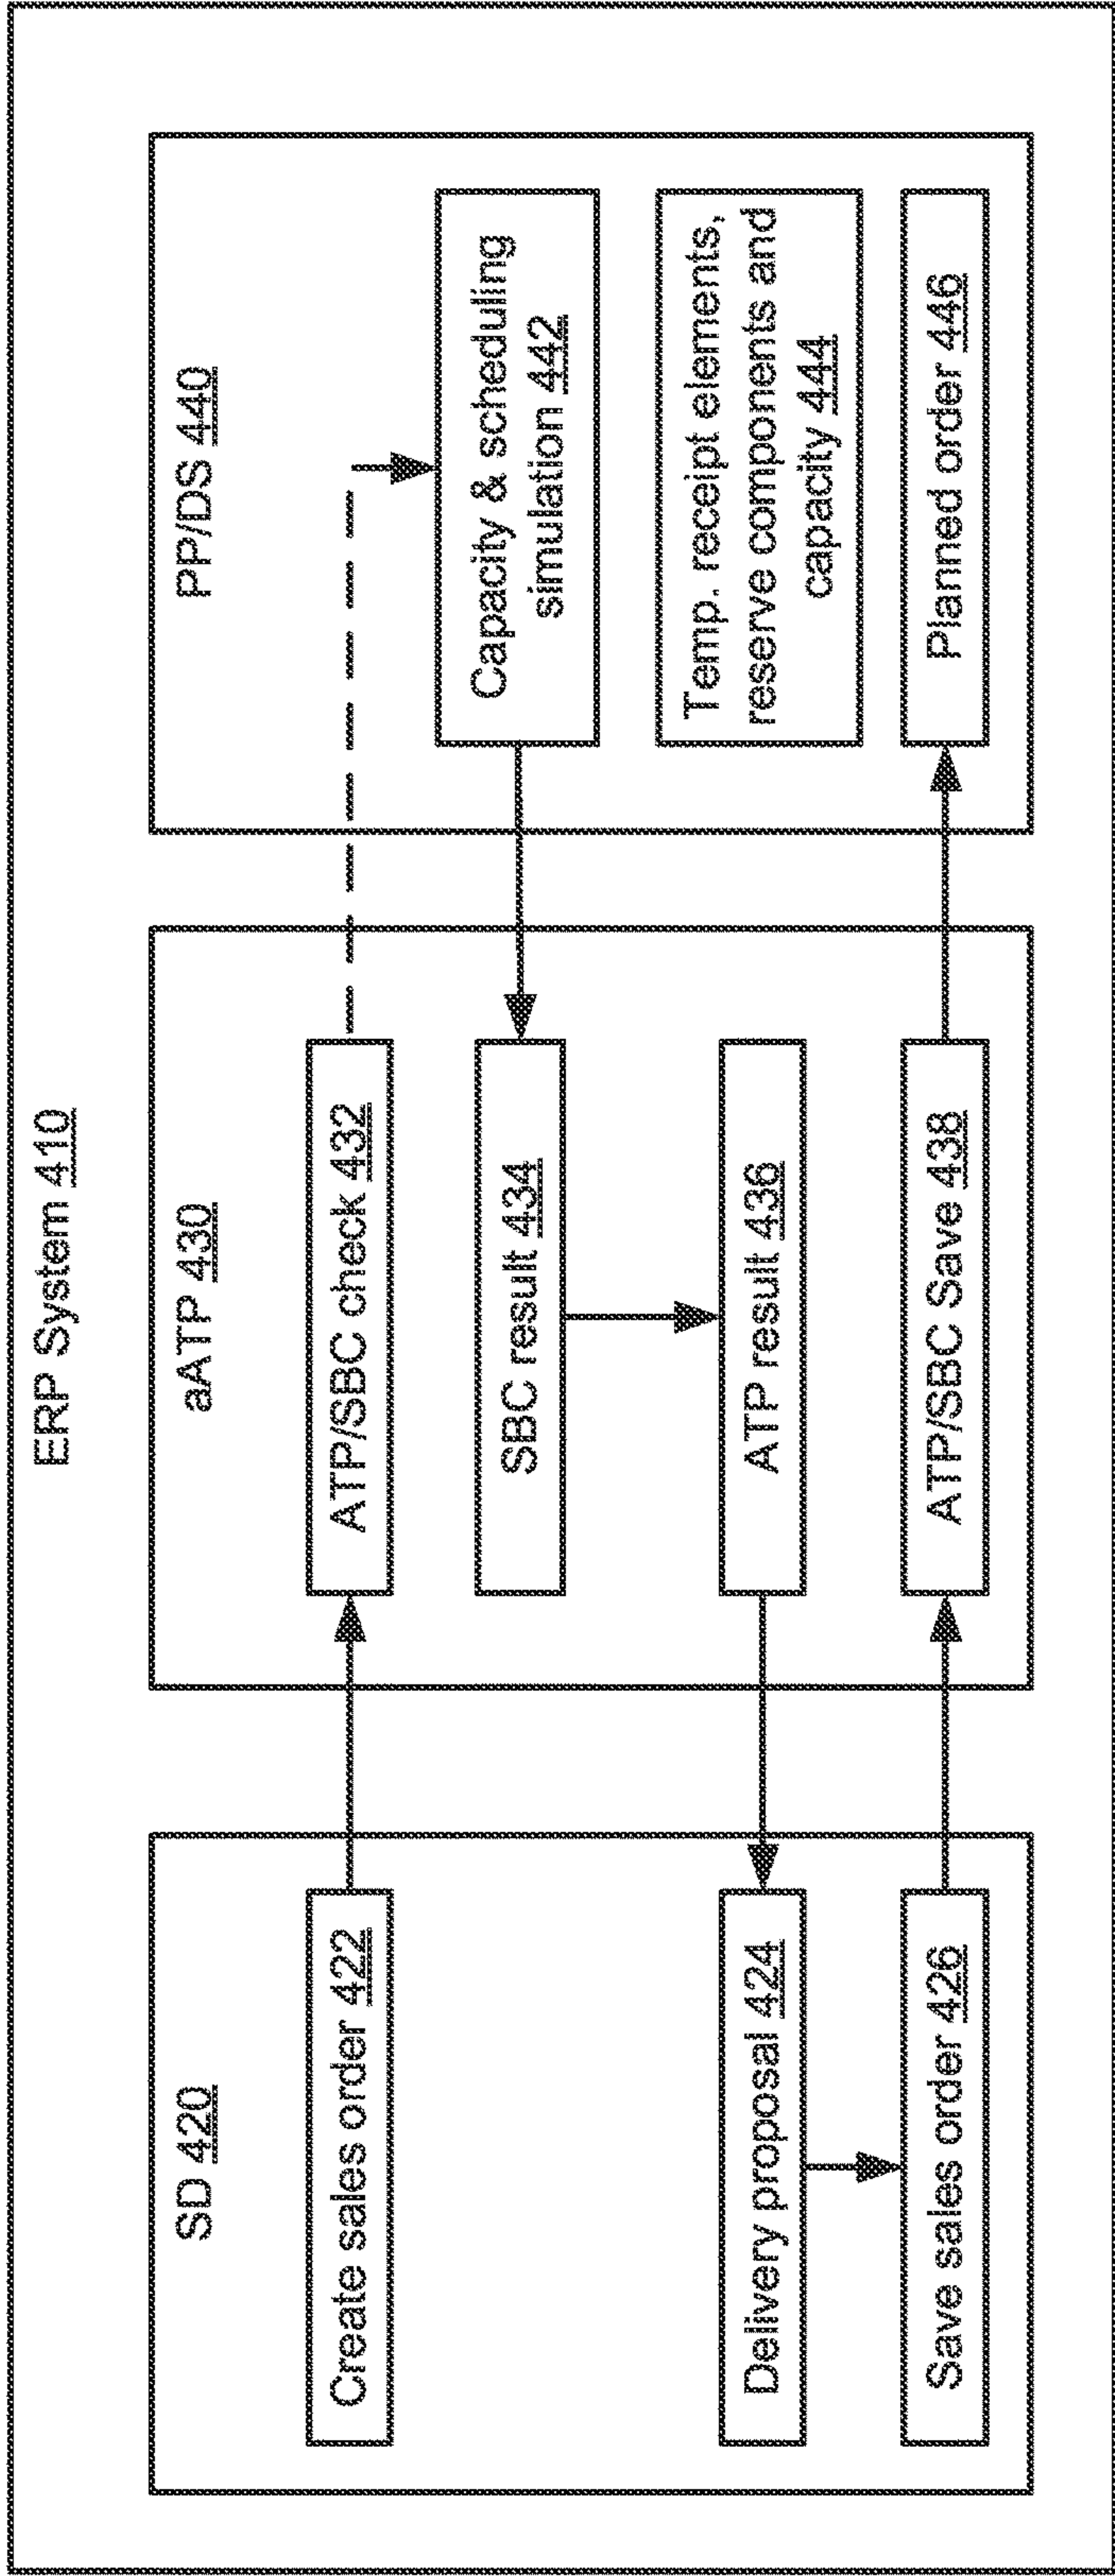 ERP System 410
SD 420
Create sales order 422
Delivery proposal 424
Save sales order 426
aATP 430
ATP/SBC check 432
SBC result 434
ATP result 436
ATP/SBC Save 438
PP/DS 440
Capacity & scheduling
simulation 442
Temp. receipt elements,
reserve components and
capacity 444
Planned order 446